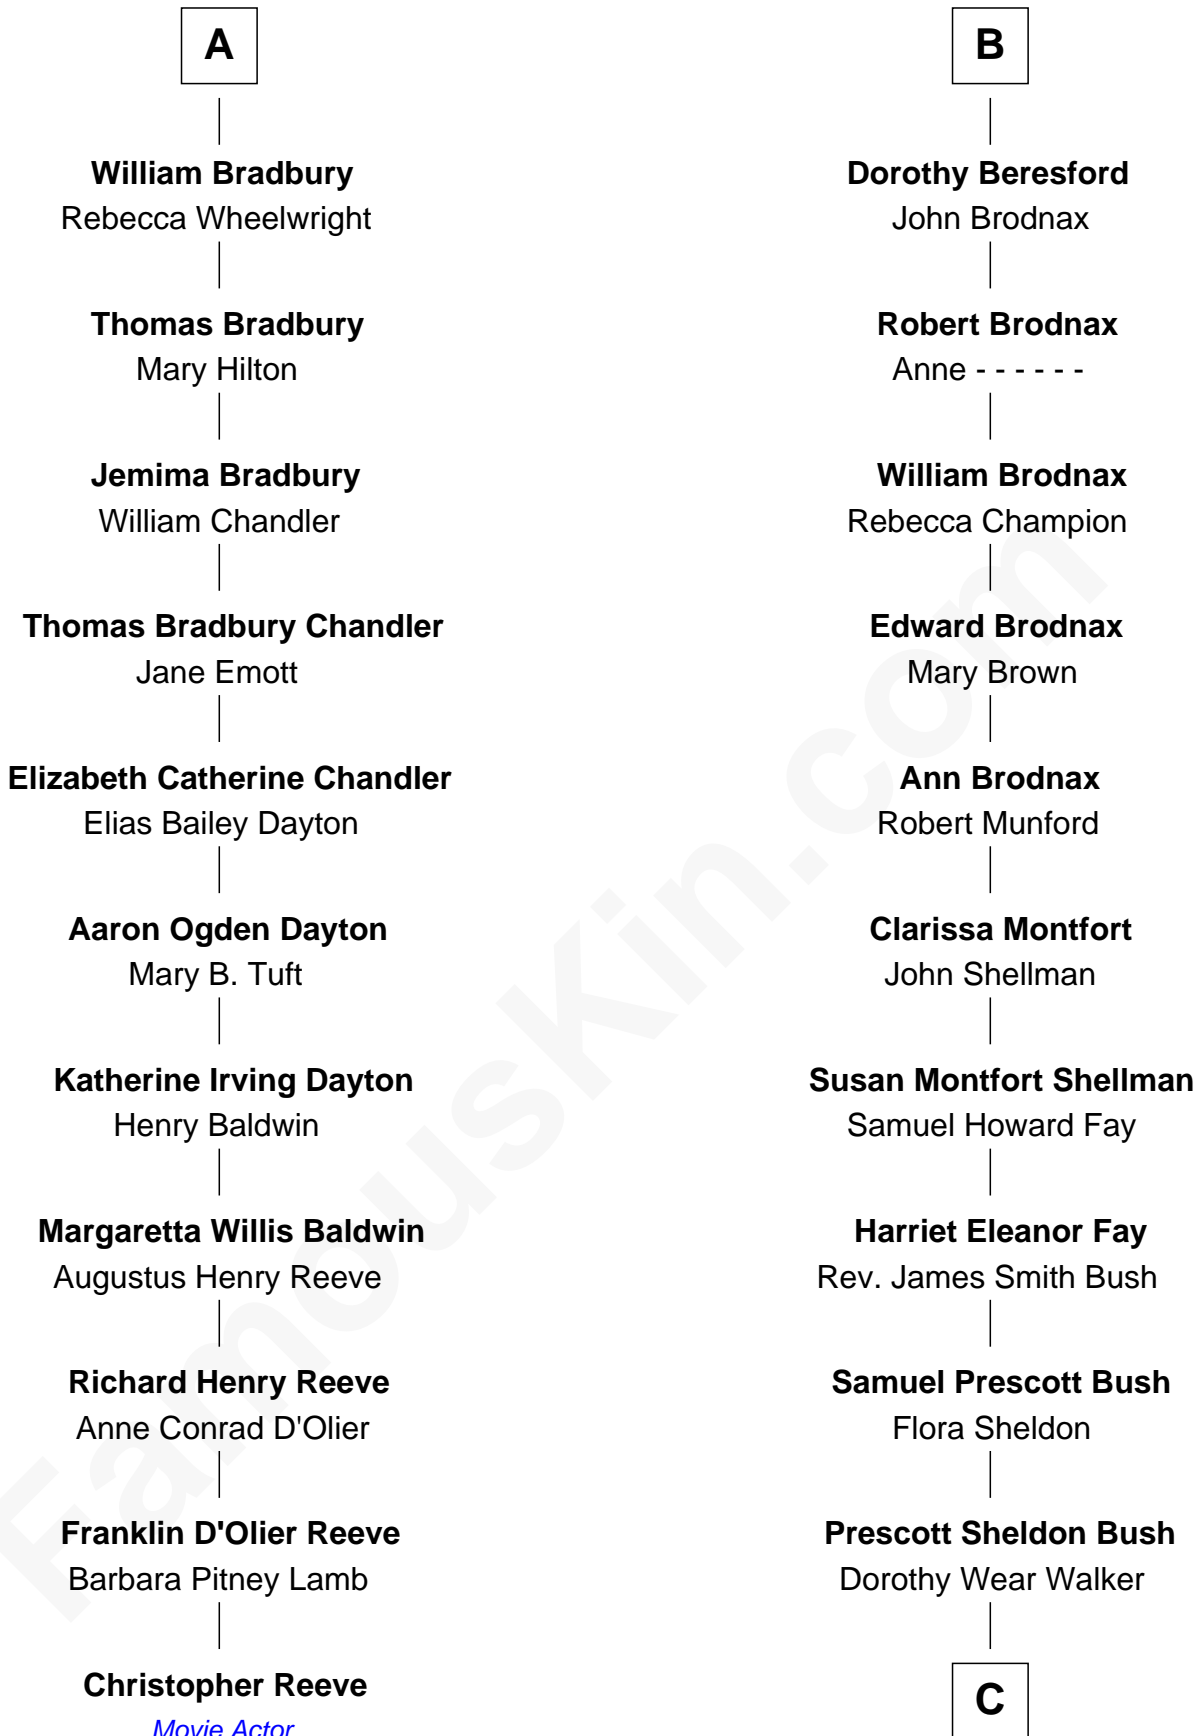 A
William Bradbury
Rebecca Wheelwright
Thomas Bradbury
Mary Hilton
Jemima Bradbury
William Chandler
Thomas Bradbury Chandler
Jane Emott
Elizabeth Catherine Chandler
Elias Bailey Dayton
Aaron Ogden Dayton
Mary B. Tuft
Katherine Irving Dayton
Henry Baldwin
Margaretta Willis Baldwin
Augustus Henry Reeve
Richard Henry Reeve
Anne Conrad D'Olier
Franklin D'Olier Reeve
Barbara Pitney Lamb
Christopher Reeve
Movie Actor
B
Dorothy Beresford
John Brodnax
Robert Brodnax
Anne - - - - - -
William Brodnax
Rebecca Champion
Edward Brodnax
Mary Brown
Ann Brodnax
Robert Munford
Clarissa Montfort
John Shellman
Susan Montfort Shellman
Samuel Howard Fay
Harriet Eleanor Fay
Rev. James Smith Bush
Samuel Prescott Bush
Flora Sheldon
Prescott Sheldon Bush
Dorothy Wear Walker
C
FamousKin.com